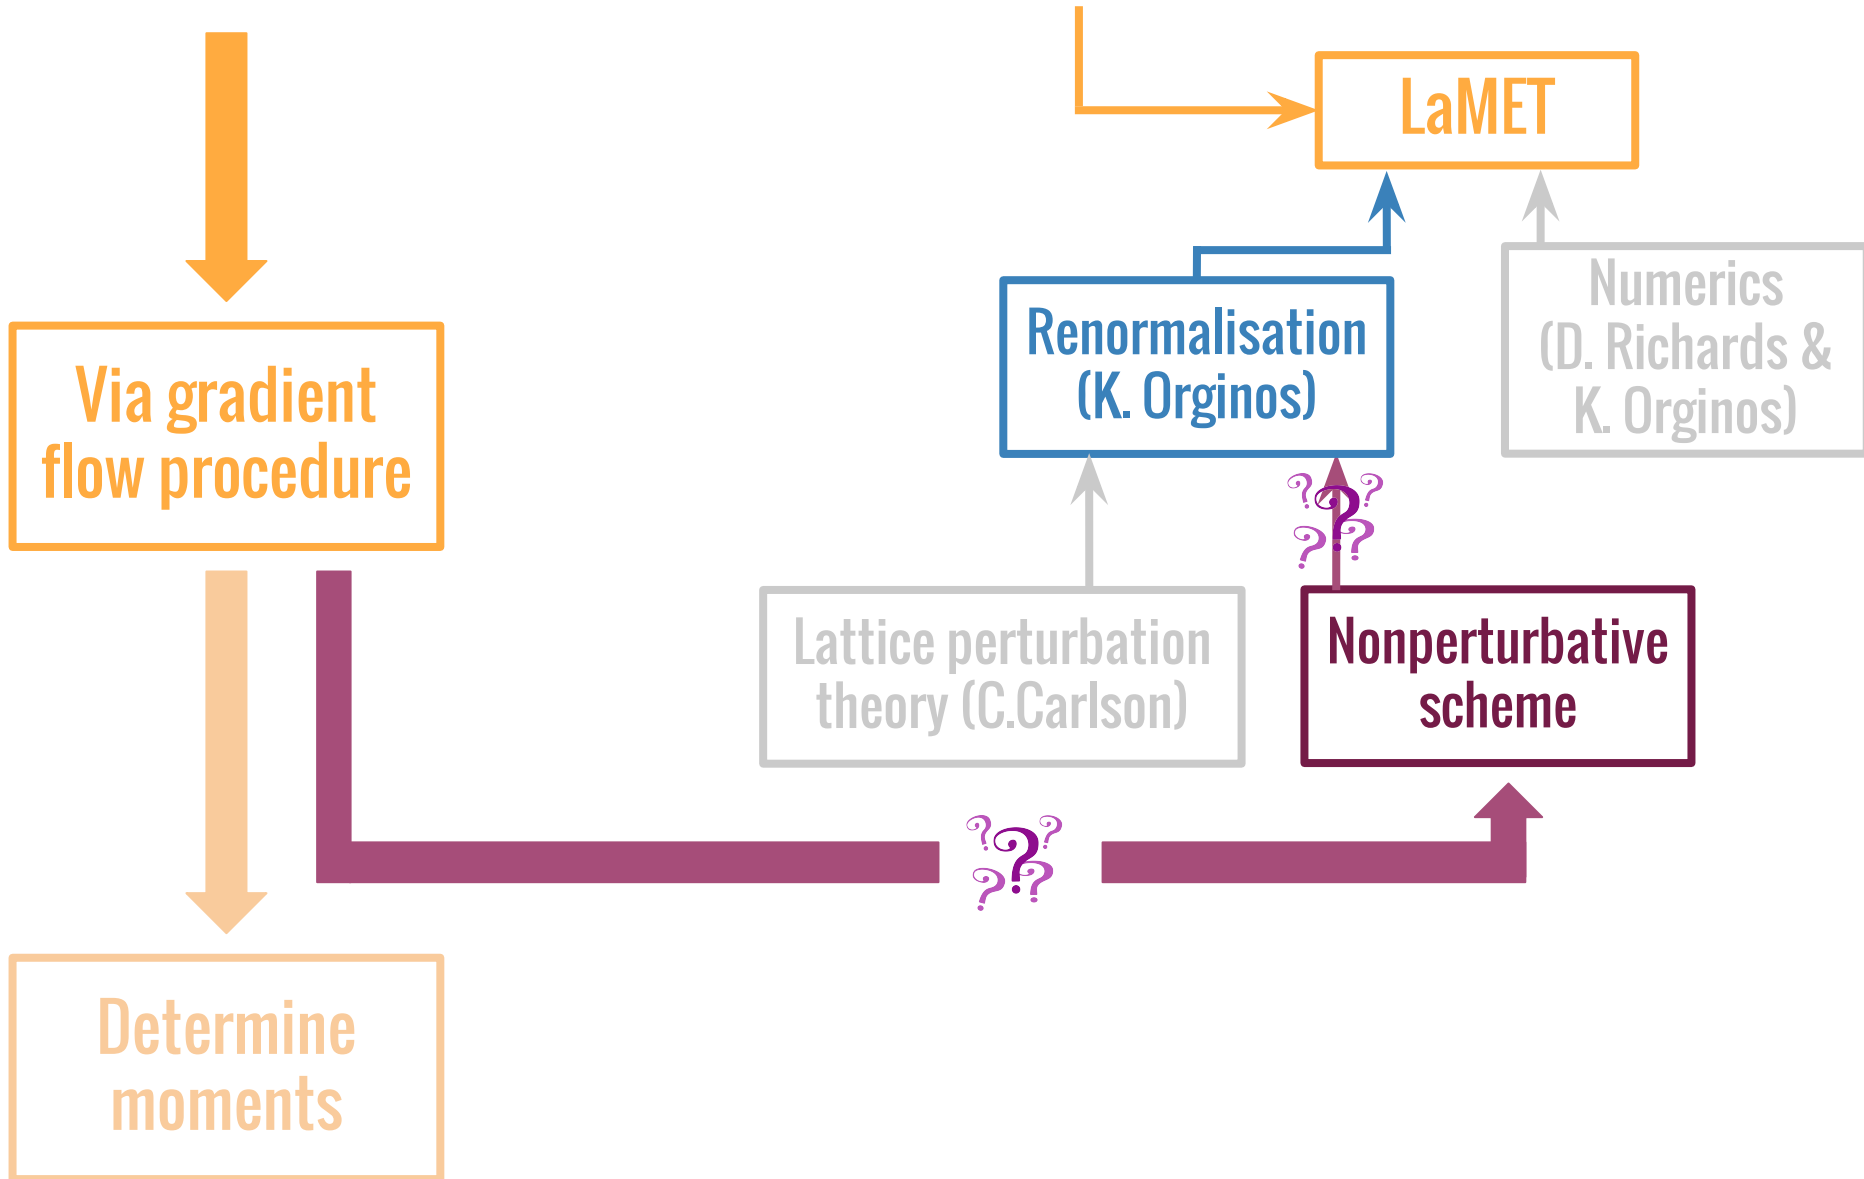 LaMET
Numerics
(D. Richards &
K. Orginos)
Renormalisation
(K. Orginos)
Via gradient
flow procedure
? ? ? ? ?
Lattice perturbation
theory (C.Carlson)
Nonperturbative
scheme
? ? ? ? ?
Determine
moments